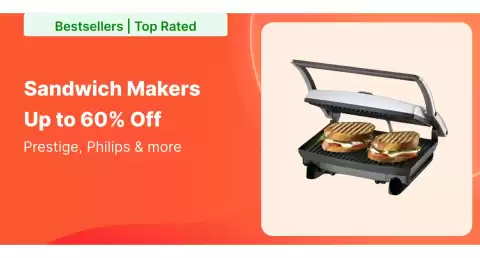 Bestsellers | Top Rated
Sandwich Makers
Up to 60% Off
Prestige, Philips & more